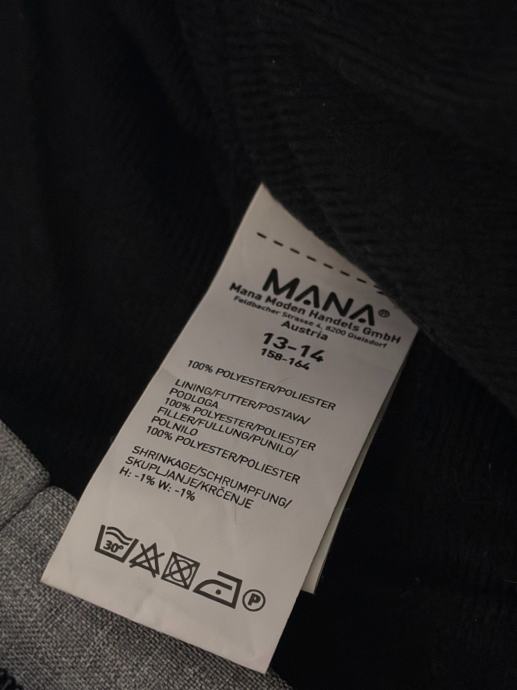 MANA®
Mana Moden Handels GmbH
Feldbacher Strasse 4, 8200 Gleisdorf
Austria
13-14
158-164
100% POLYESTER/POLIESTER
LINING/FUTTER/POSTAVA/
PODLOGA
100% POLYESTER/POLIESTER
FILLER/FULLUNG/PUNILO/
POLNILO
100% POLYESTER/POLIESTER
SHRINKAGE/SCHRUMPFUNG/
SKUPLJANJE/KRČENJE
H: -1% W: -1%
30° P